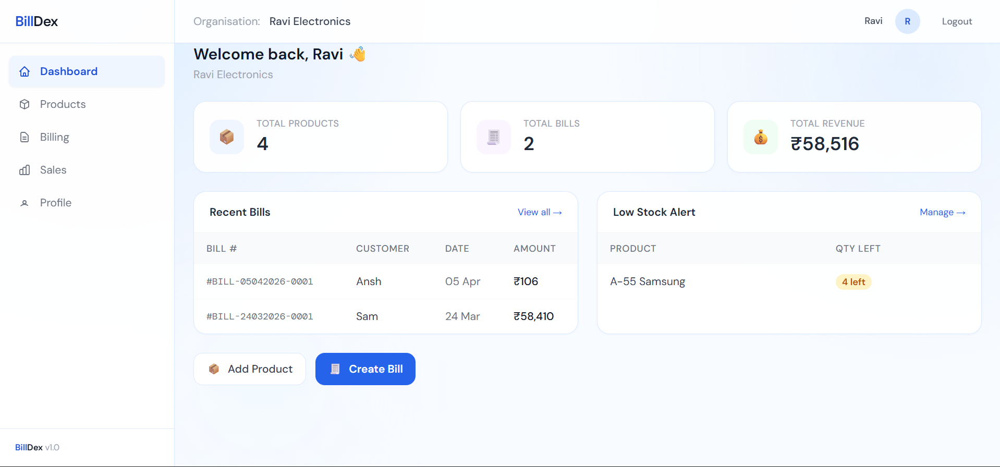 BillDex
Organisation: Ravi Electronics
Ravi
R
Logout
Dashboard
Products
Billing
Sales
Profile
BillDex v1.0
Welcome back, Ravi 👋
Ravi Electronics
TOTAL PRODUCTS
4
TOTAL BILLS
2
TOTAL REVENUE
₹58,516
Recent Bills
View all →
BILL # CUSTOMER DATE AMOUNT
#BILL-05042026-0001 Ansh 05 Apr ₹106
#BILL-24032026-0001 Sam 24 Mar ₹58,410
Low Stock Alert
Manage →
PRODUCT QTY LEFT
A-55 Samsung 4 left
Add Product
Create Bill